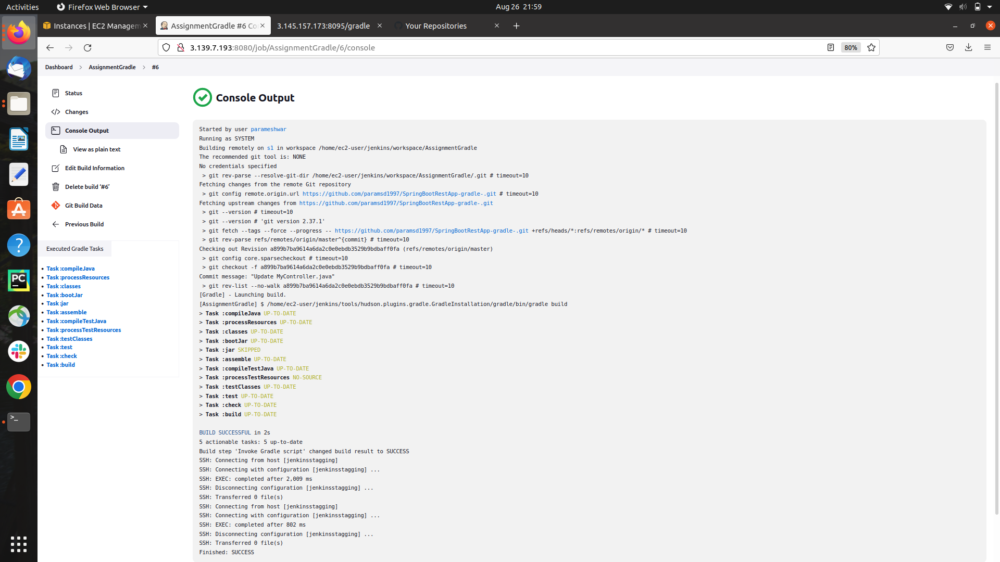 Activities
Firefox Web Browser
Aug 26 21:59
Instances | EC2 Managem
AssignmentGradle #6 Co
3.145.157.173:8095/gradle
Your Repositories
3.139.7.193:8080/job/AssignmentGradle/6/console
80%
Dashboard
AssignmentGradle
#6
Status
Changes
Console Output
View as plain text
Edit Build Information
Delete build ‘#6’
Git Build Data
Previous Build
Executed Gradle Tasks
Task :compileJava
Task :processResources
Task :classes
Task :bootJar
Task :jar
Task :assemble
Task :compileTestJava
Task :processTestResources
Task :testClasses
Task :test
Task :check
Task :build
Console Output
Started by user parameshwar
Running as SYSTEM
Building remotely on s1 in workspace /home/ec2-user/jenkins/workspace/AssignmentGradle
The recommended git tool is: NONE
No credentials specified
> git rev-parse --resolve-git-dir /home/ec2-user/jenkins/workspace/AssignmentGradle/.git # timeout=10
Fetching changes from the remote Git repository
> git config remote.origin.url https://github.com/paramsd1997/SpringBootRestApp-gradle-.git # timeout=10
Fetching upstream changes from https://github.com/paramsd1997/SpringBootRestApp-gradle-.git
> git --version # timeout=10
> git --version # 'git version 2.37.1'
> git fetch --tags --force --progress -- https://github.com/paramsd1997/SpringBootRestApp-gradle-.git +refs/heads/*:refs/remotes/origin/* # timeout=10
> git rev-parse refs/remotes/origin/master^{commit} # timeout=10
Checking out Revision a899b7ba9614a6da2c0e0ebdb3529b9bdbaff0fa (refs/remotes/origin/master)
> git config core.sparsecheckout # timeout=10
> git checkout -f a899b7ba9614a6da2c0e0ebdb3529b9bdbaff0fa # timeout=10
Commit message: "Update MyController.java"
> git rev-list --no-walk a899b7ba9614a6da2c0e0ebdb3529b9bdbaff0fa # timeout=10
[Gradle] - Launching build.
[AssignmentGradle] $ /home/ec2-user/jenkins/tools/hudson.plugins.gradle.GradleInstallation/gradle/bin/gradle build
> Task :compileJava UP-TO-DATE
> Task :processResources UP-TO-DATE
> Task :classes UP-TO-DATE
> Task :bootJar UP-TO-DATE
> Task :jar SKIPPED
> Task :assemble UP-TO-DATE
> Task :compileTestJava UP-TO-DATE
> Task :processTestResources NO-SOURCE
> Task :testClasses UP-TO-DATE
> Task :test UP-TO-DATE
> Task :check UP-TO-DATE
> Task :build UP-TO-DATE
BUILD SUCCESSFUL in 2s
5 actionable tasks: 5 up-to-date
Build step 'Invoke Gradle script' changed build result to SUCCESS
SSH: Connecting from host [jenkinsstagging]
SSH: Connecting with configuration [jenkinsstagging] ...
SSH: EXEC: completed after 2,009 ms
SSH: Disconnecting configuration [jenkinsstagging] ...
SSH: Transferred 0 file(s)
SSH: Connecting from host [jenkinsstagging]
SSH: Connecting with configuration [jenkinsstagging] ...
SSH: EXEC: completed after 802 ms
SSH: Disconnecting configuration [jenkinsstagging] ...
SSH: Transferred 0 file(s)
Finished: SUCCESS
PC